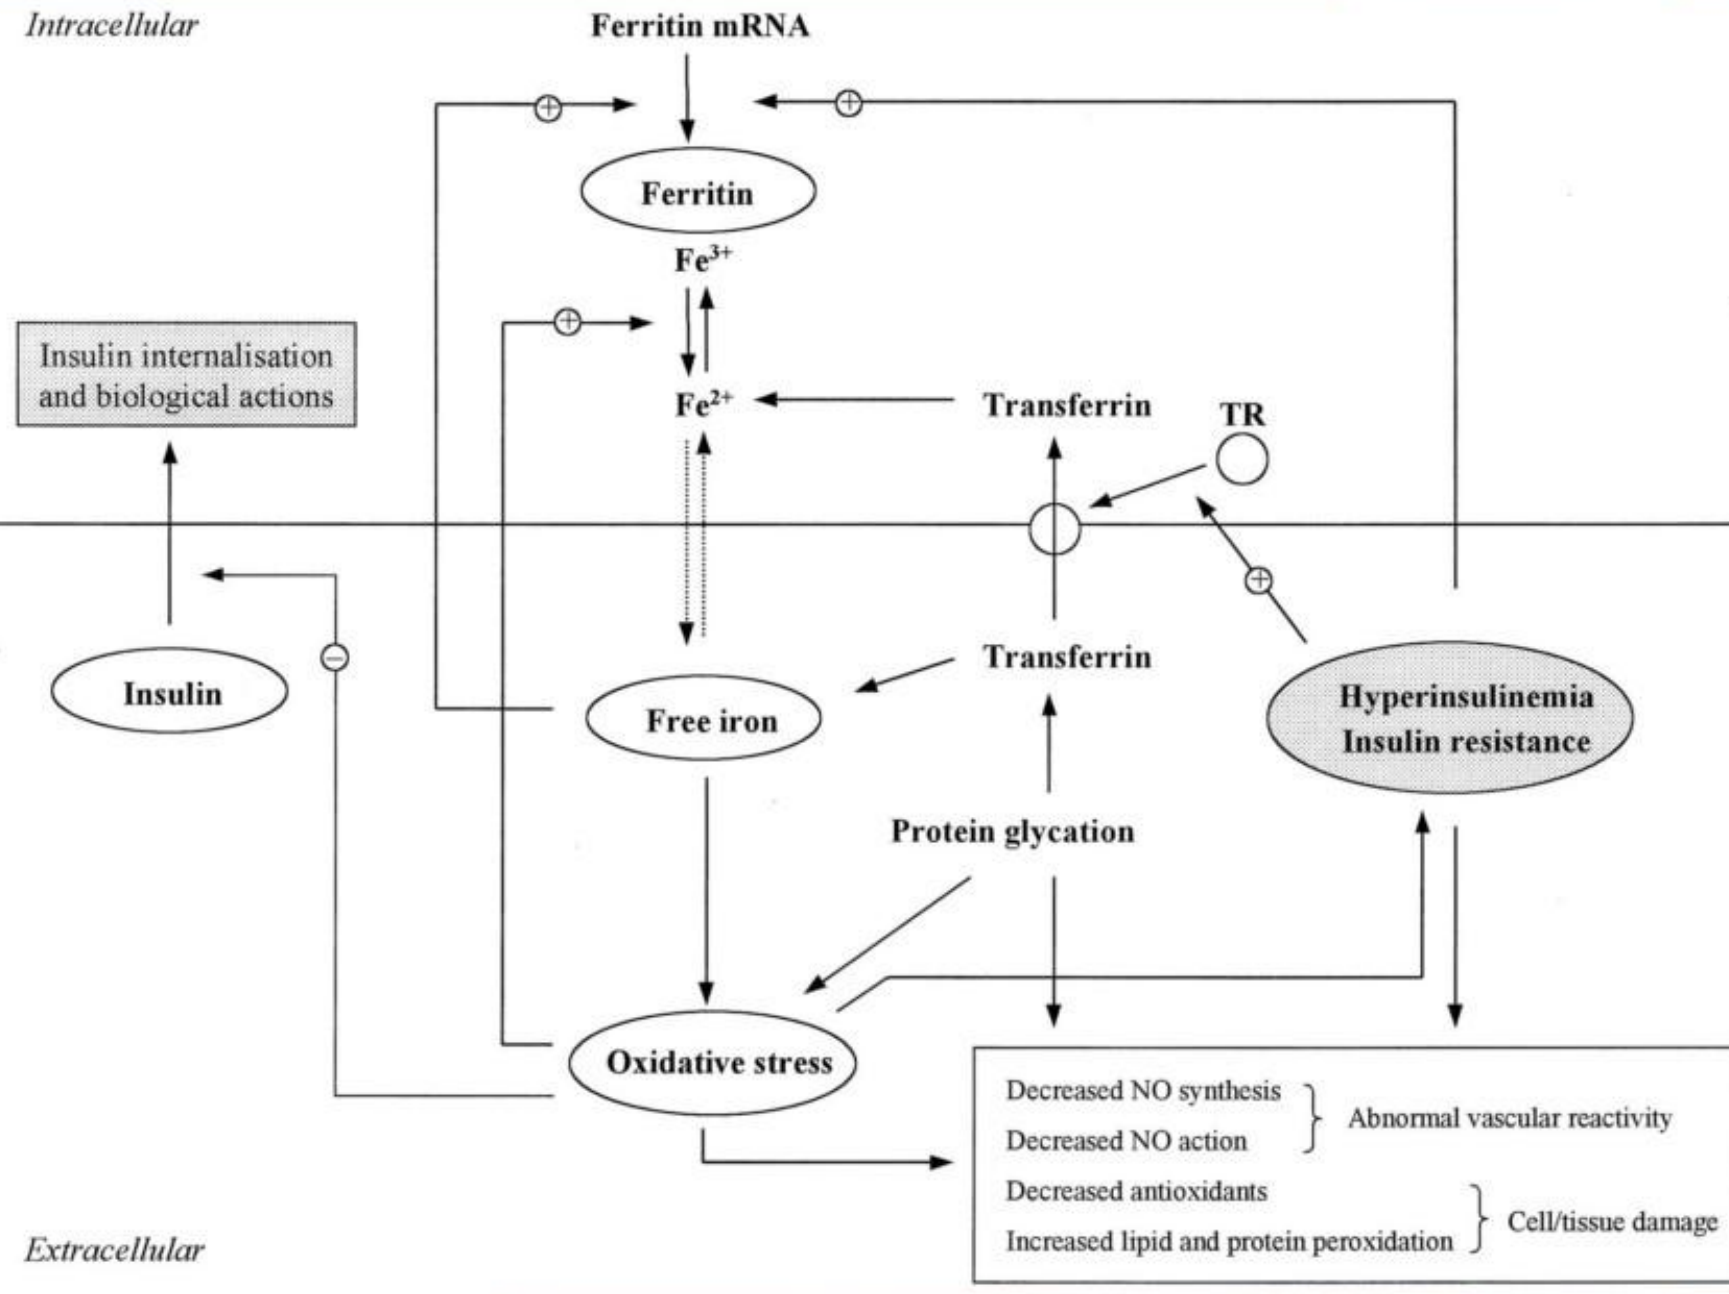 Intracellular
Ferritin mRNA
+
+
Ferritin
Fe³⁺
+
Insulin internalisation
and biological actions
Fe²⁺
Transferrin
TR
+
−
Insulin
Free iron
Transferrin
Hyperinsulinemia
Insulin resistance
Protein glycation
Oxidative stress
Decreased NO synthesis
Decreased NO action
Abnormal vascular reactivity
Decreased antioxidants
Increased lipid and protein peroxidation
Cell/tissue damage
Extracellular